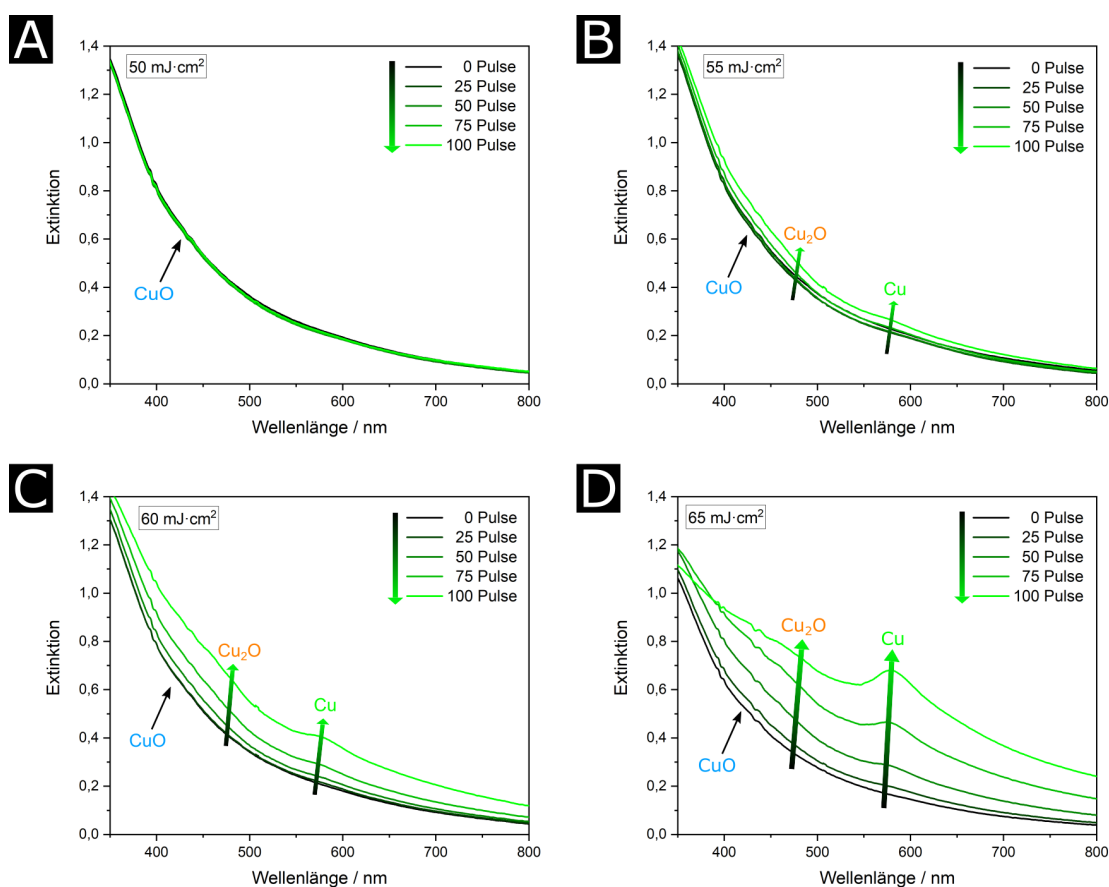 A
50 mJ·cm²
0 Pulse
25 Pulse
50 Pulse
75 Pulse
100 Pulse
CuO
Extinktion
1,4
1,2
1,0
0,8
0,6
0,4
0,2
0,0
400
500
600
700
800
Wellenlänge / nm
B
55 mJ·cm²
0 Pulse
25 Pulse
50 Pulse
75 Pulse
100 Pulse
Cu₂O
CuO
Cu
Extinktion
1,4
1,2
1,0
0,8
0,6
0,4
0,2
0,0
400
500
600
700
800
Wellenlänge / nm
C
60 mJ·cm²
0 Pulse
25 Pulse
50 Pulse
75 Pulse
100 Pulse
Cu₂O
Cu
CuO
Extinktion
1,4
1,2
1,0
0,8
0,6
0,4
0,2
0,0
400
500
600
700
800
Wellenlänge / nm
D
65 mJ·cm²
0 Pulse
25 Pulse
50 Pulse
75 Pulse
100 Pulse
Cu₂O
Cu
CuO
Extinktion
1,4
1,2
1,0
0,8
0,6
0,4
0,2
0,0
400
500
600
700
800
Wellenlänge / nm